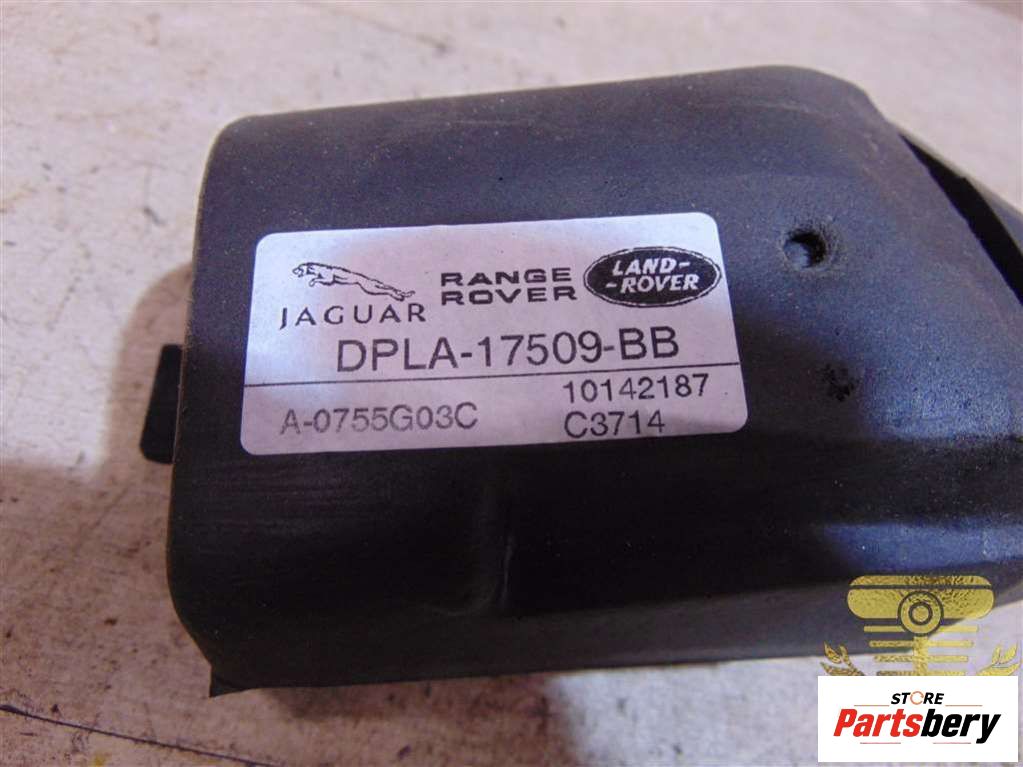 JAGUAR
RANGE
ROVER
LAND-
-ROVER
DPLA-17509-BB
A-0755G03C
10142187
C3714
STORE
Partsbery